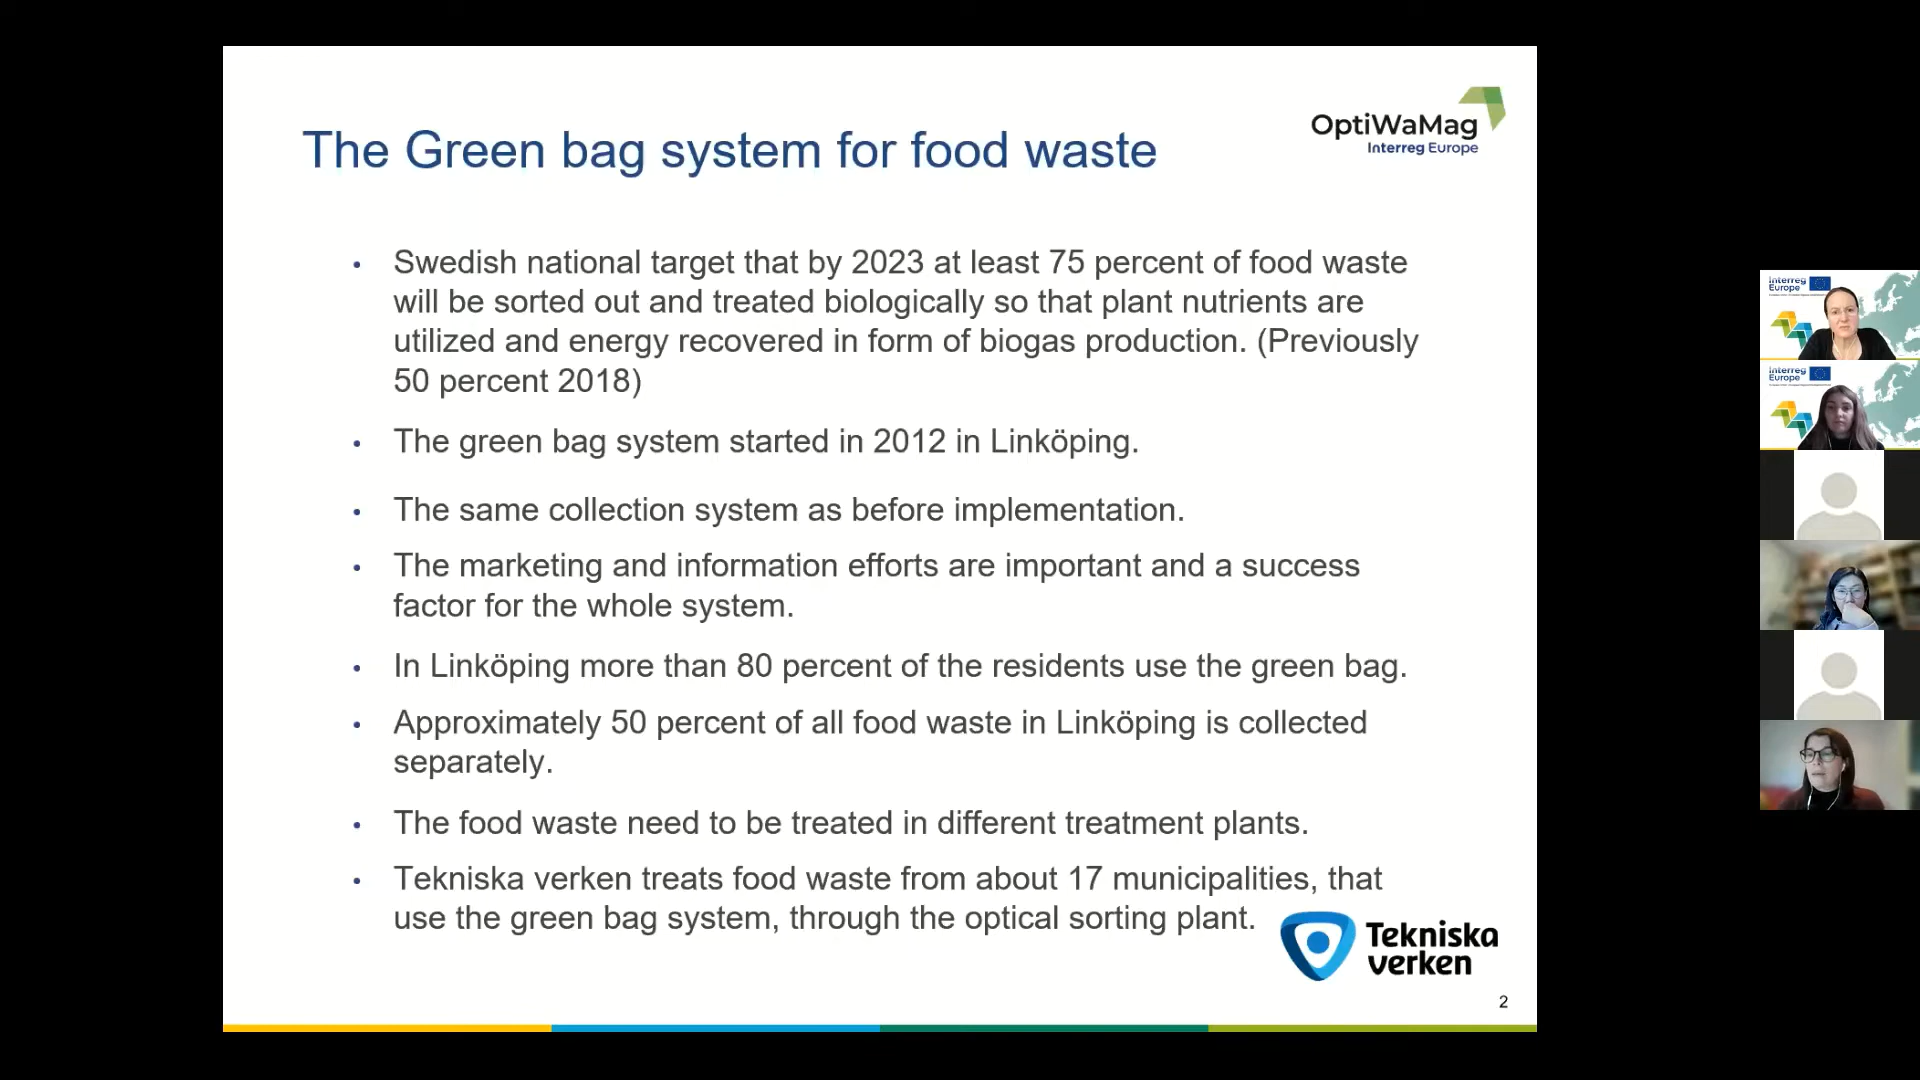 The Green bag system for food waste
OptiWaMag
Interreg Europe
• Swedish national target that by 2023 at least 75 percent of food waste
will be sorted out and treated biologically so that plant nutrients are
utilized and energy recovered in form of biogas production. (Previously
50 percent 2018)
• The green bag system started in 2012 in Linköping.
• The same collection system as before implementation.
• The marketing and information efforts are important and a success
factor for the whole system.
• In Linköping more than 80 percent of the residents use the green bag.
• Approximately 50 percent of all food waste in Linköping is collected
separately.
• The food waste need to be treated in different treatment plants.
• Tekniska verken treats food waste from about 17 municipalities, that
use the green bag system, through the optical sorting plant.
Tekniska
verken
2
Interreg
Europe
Interreg
Europe